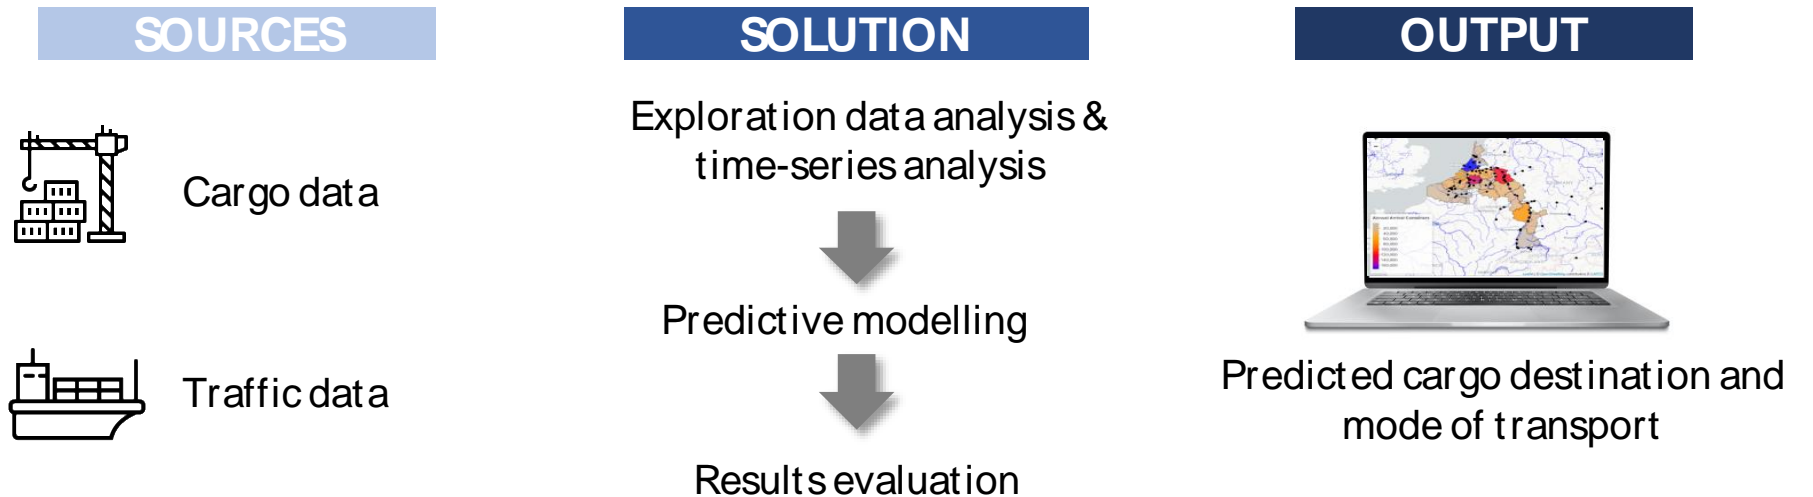 SOURCES
Cargo data
Traffic data
SOLUTION
Exploration data analysis &
time-series analysis
Predictive modelling
Results evaluation
OUTPUT
Predicted cargo destination and
mode of transport